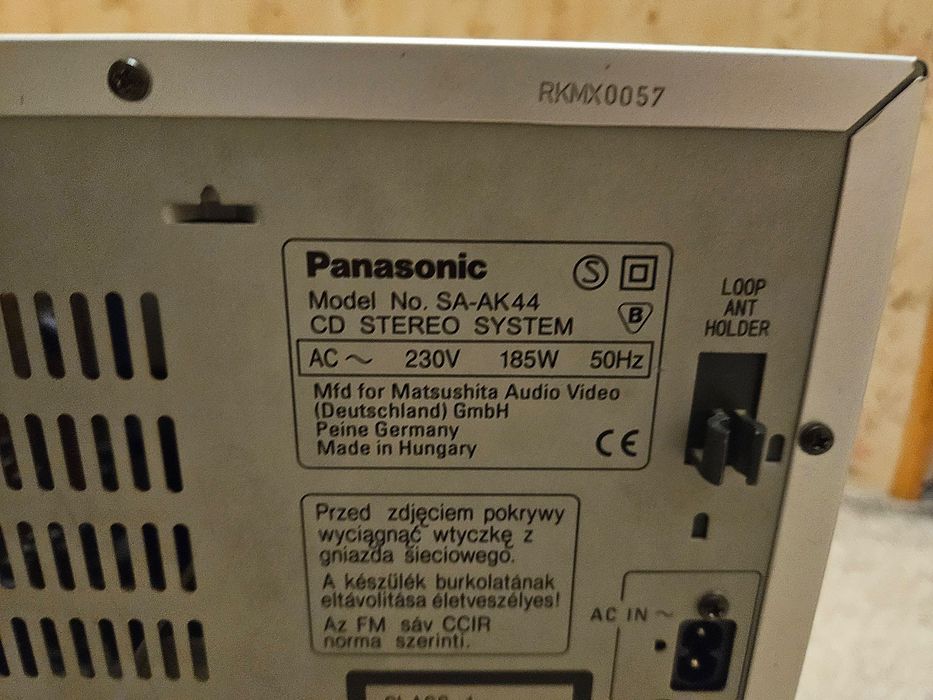 RKMX0057
Panasonic
S
Model No. SA-AK44
B
CD STEREO SYSTEM
AC ~ 230V 185W 50Hz
Mfd for Matsushita Audio Video
(Deutschland) GmbH
Peine Germany
Made in Hungary
CE
LOOP
ANT
HOLDER
Przed zdjęciem pokrywy
wyciągnąć wtyczkę z
gniazda sieciowego.
A készülék burkolatának
eltávolitása életveszélyes!
Az FM sáv CCIR
norma szerinti.
AC IN ~